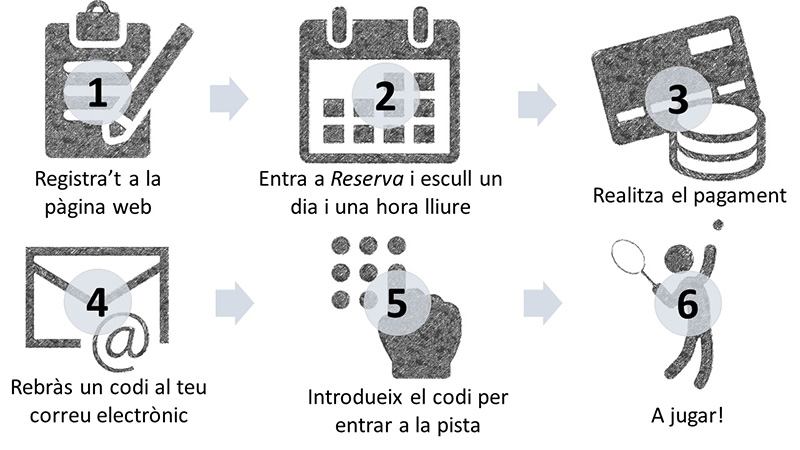 1
Registra't a la
pàgina web
2
Entra a Reserva i escull un
dia i una hora lliure
3
Realitza el pagament
4
@
Rebràs un codi al teu
correu electrònic
5
Introdueix el codi per
entrar a la pista
6
A jugar!